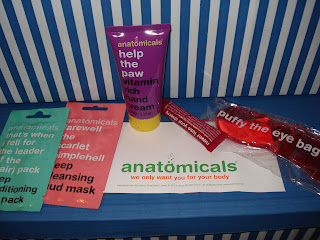 anatomicals
help
the
paw
vitamin
rich
hand
cream
anatomicals
that's when
i fell for
the leader
of the
(air) pack
deep
conditioning
pack
anatomicals
farewell
the
scarlet
pimplehell
deep
cleansing
mud mask
puffy the eye bag
anatomicals
we only want you for your body